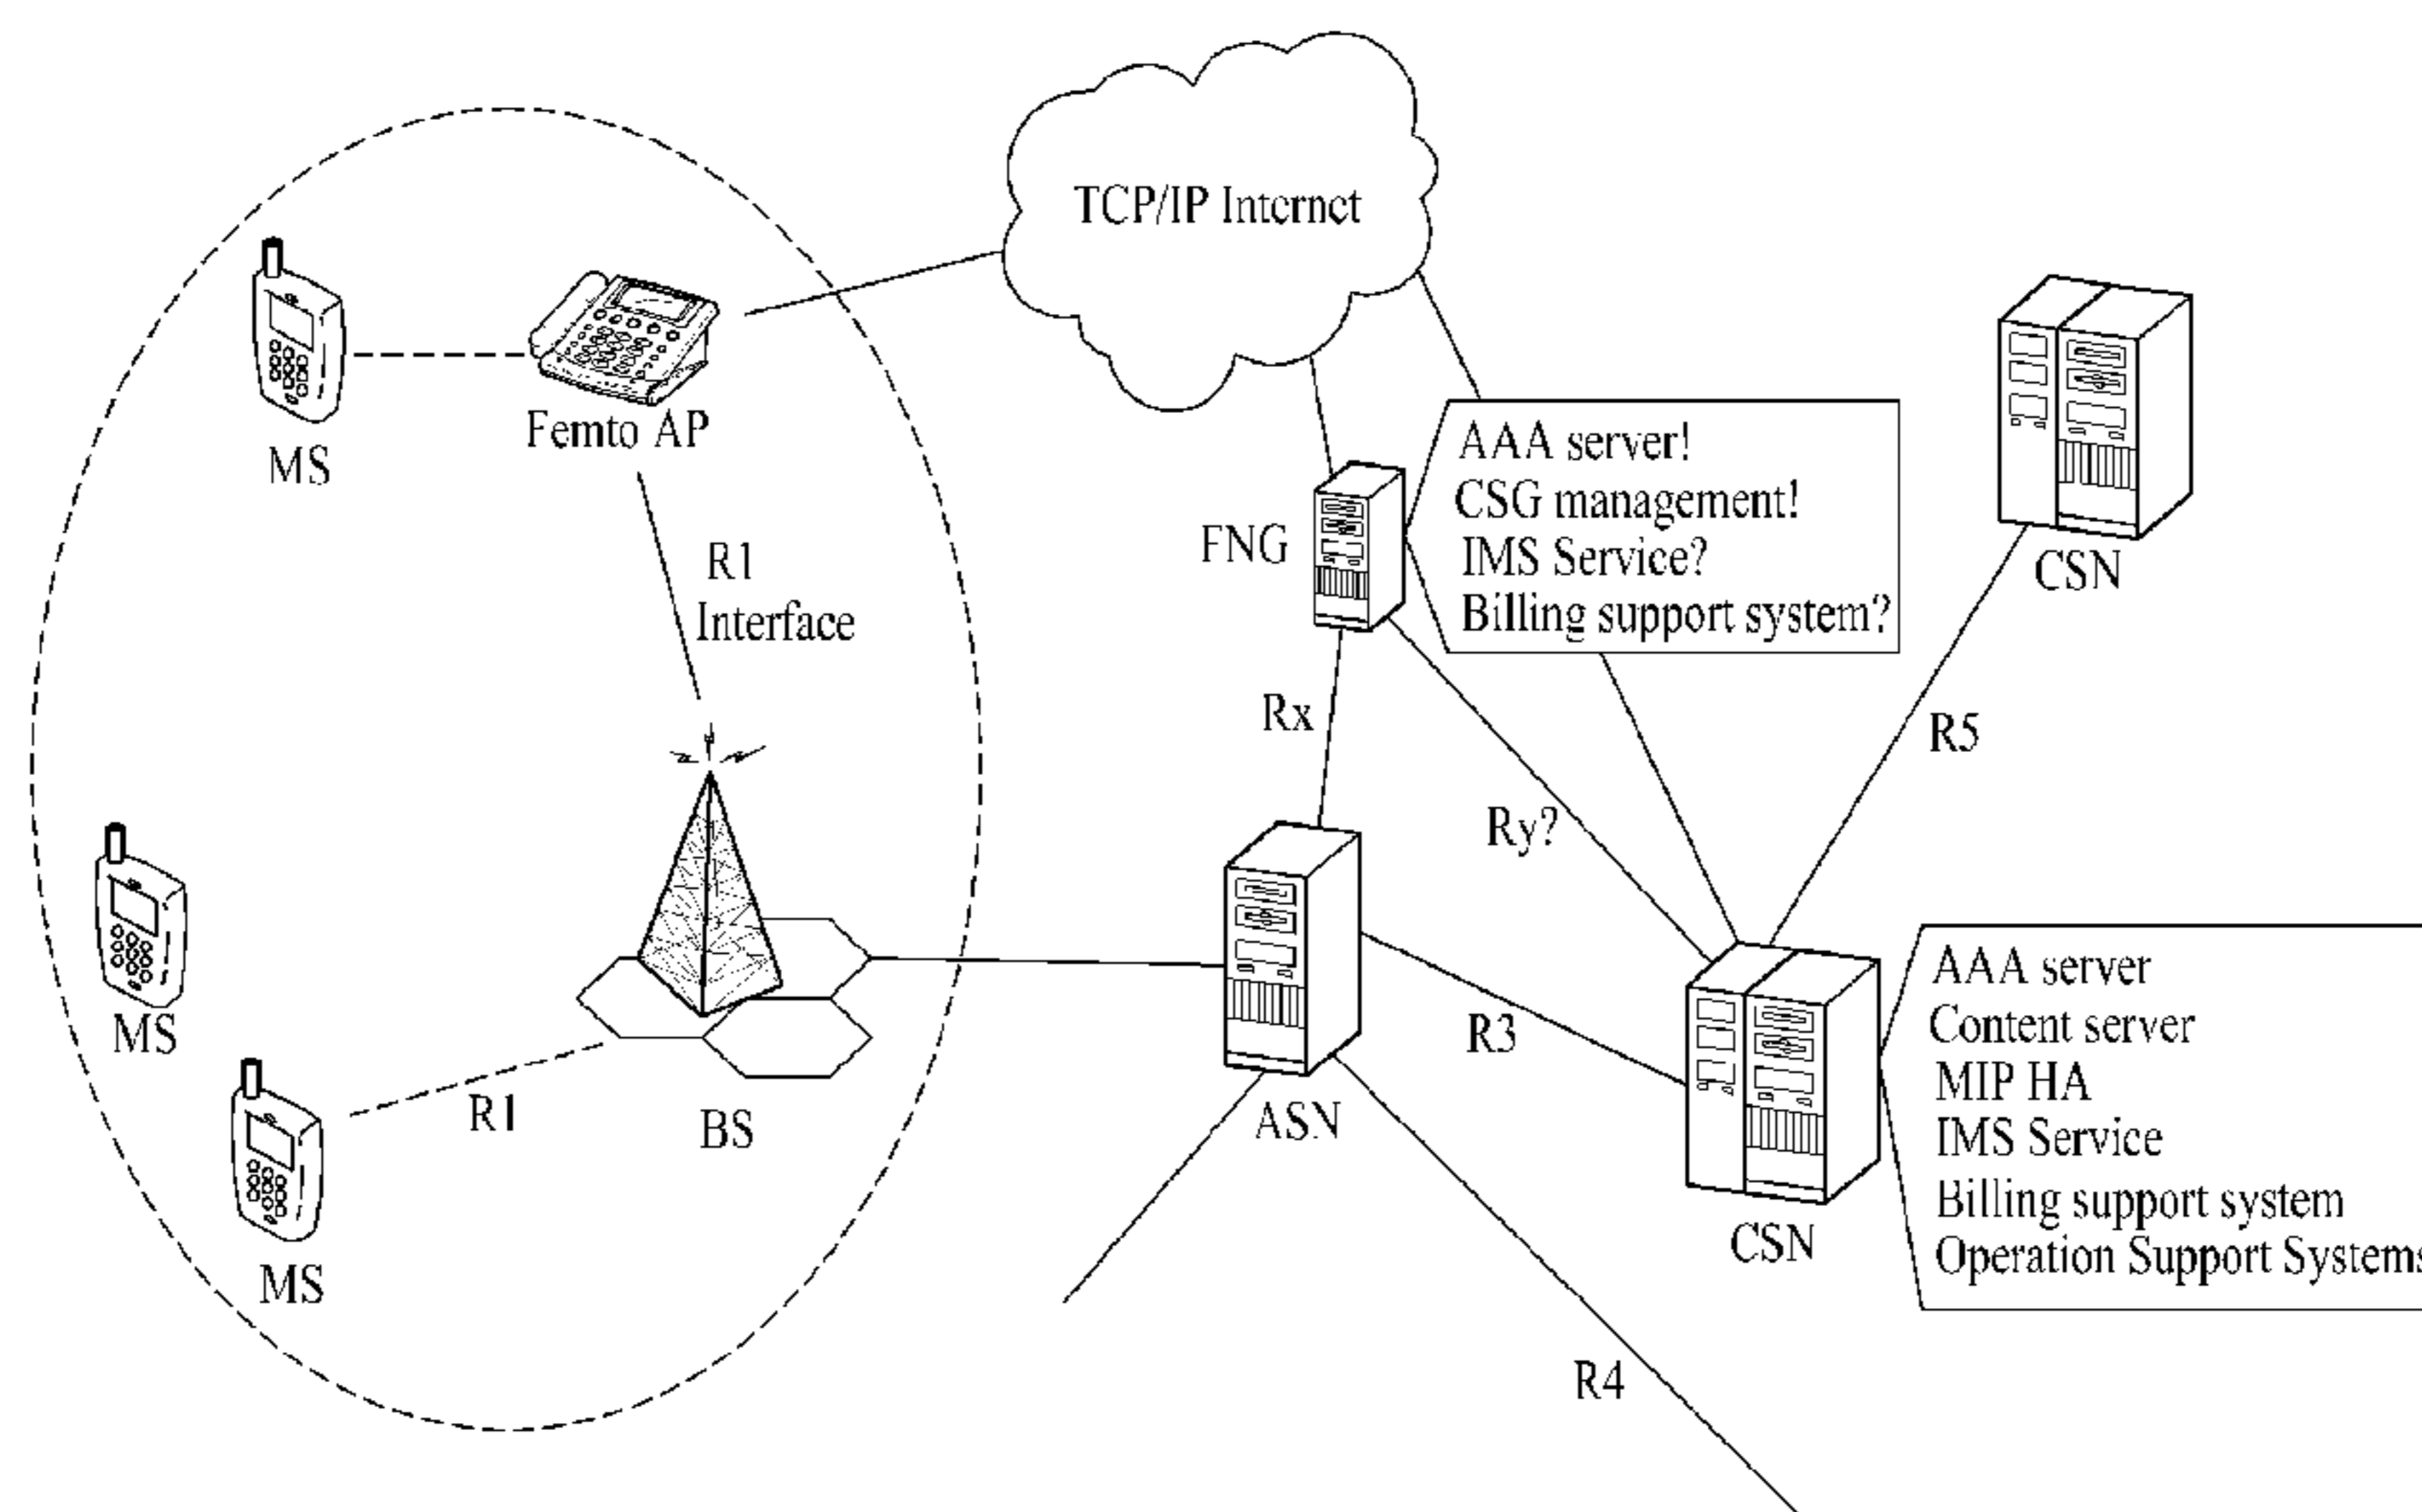 TCP/IP Internet
MS
Femto AP
R1
Interface
FNG
AAA server!
CSG management!
IMS Service?
Billing support system?
CSN
Rx
Ry?
R5
MS
R1
MS
BS
ASN
R3
R4
CSN
AAA server
Content server
MIP HA
IMS Service
Billing support system
Operation Support Systems